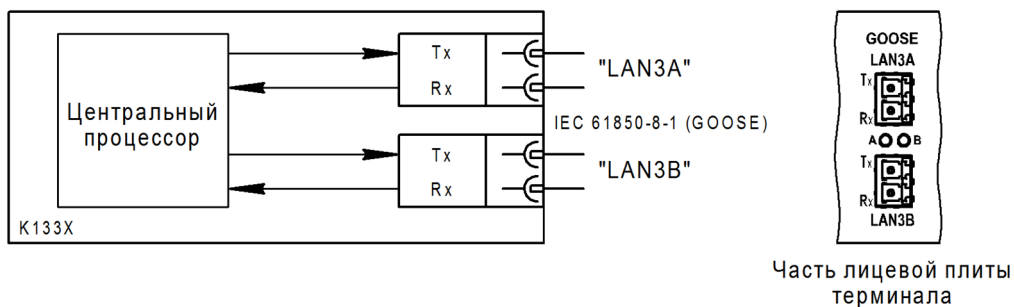 Центральный
процессор
Tx
Rx
"LAN3A"
IEC 61850-8-1 (GOOSE)
Tx
Rx
"LAN3B"
K133X
GOOSE
LAN3A
Tx
Rx
A B
Tx
Rx
LAN3B
Часть лицевой плиты
терминала